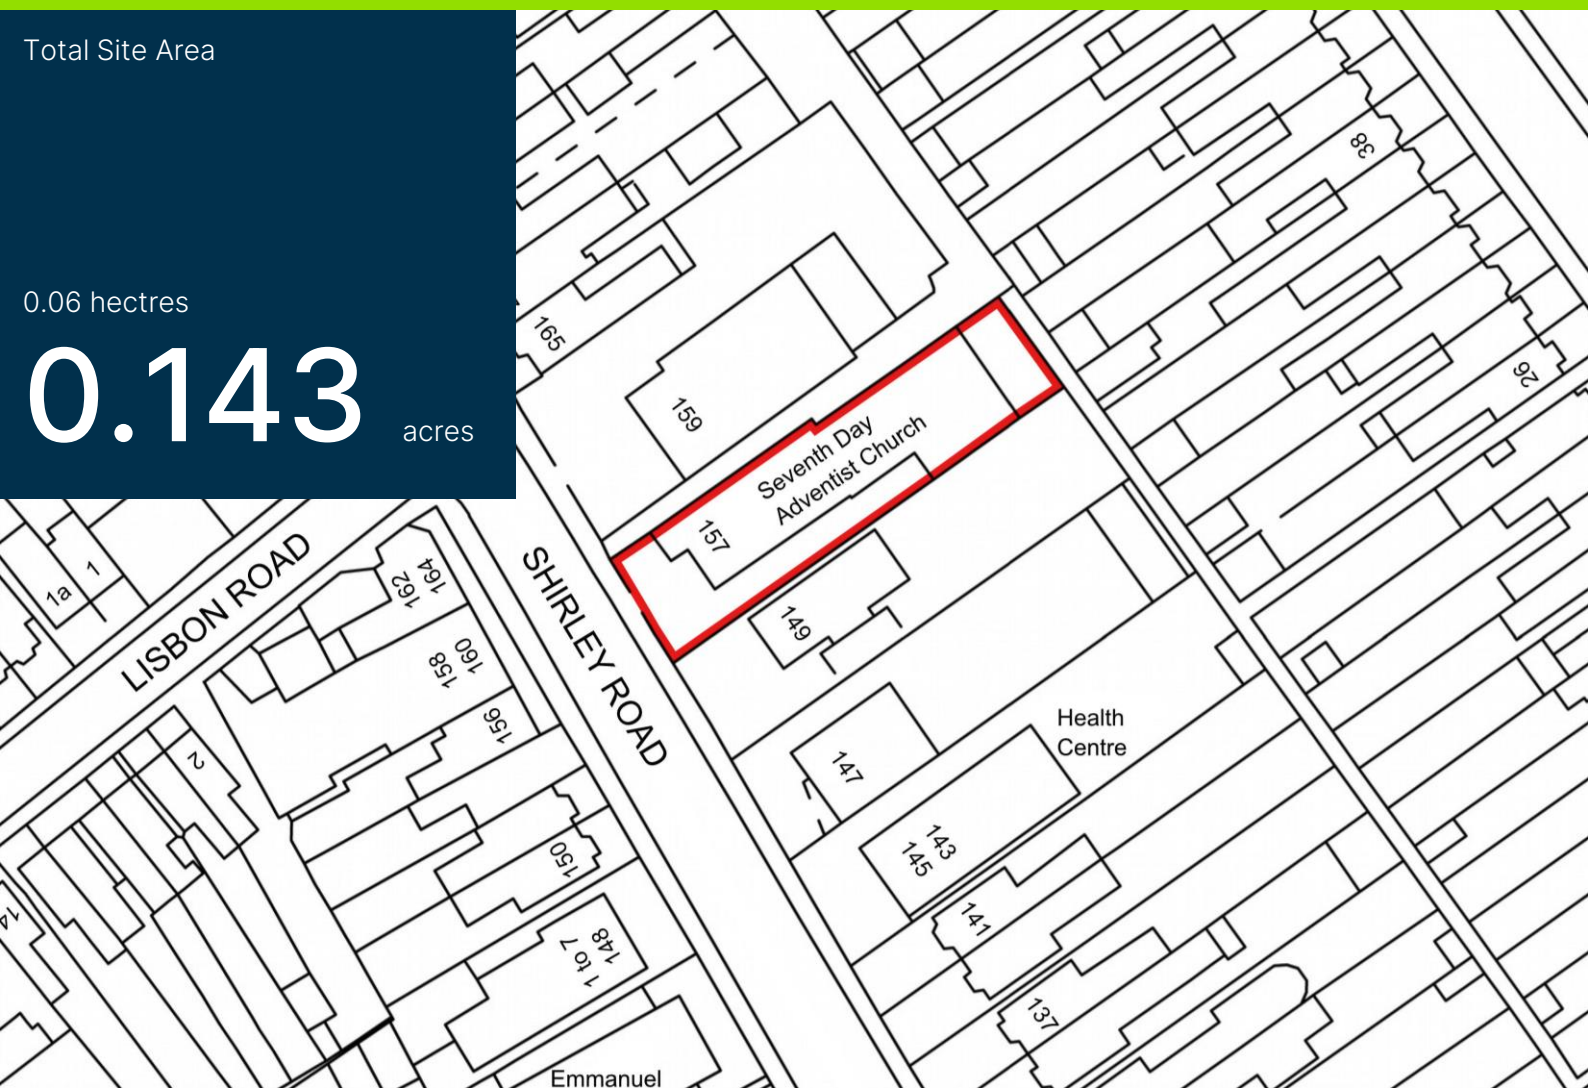 Total Site Area
0.06 hectres
0.143 acres
38
26
165
159
Seventh Day
Adventist Church
157
149
147
Health
Centre
143
145
141
137
SHIRLEY ROAD
LISBON ROAD
1a
1
164
162
160
158
156
150
148
1 to 7
2
14
Emmanuel